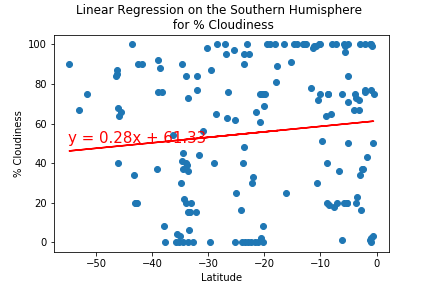 Linear Regression on the Southern Humisphere
for % Cloudiness
100
80
60
40
20
0
% Cloudiness
y = 0.28x + 61.33
−50
−40
−30
−20
−10
0
Latitude